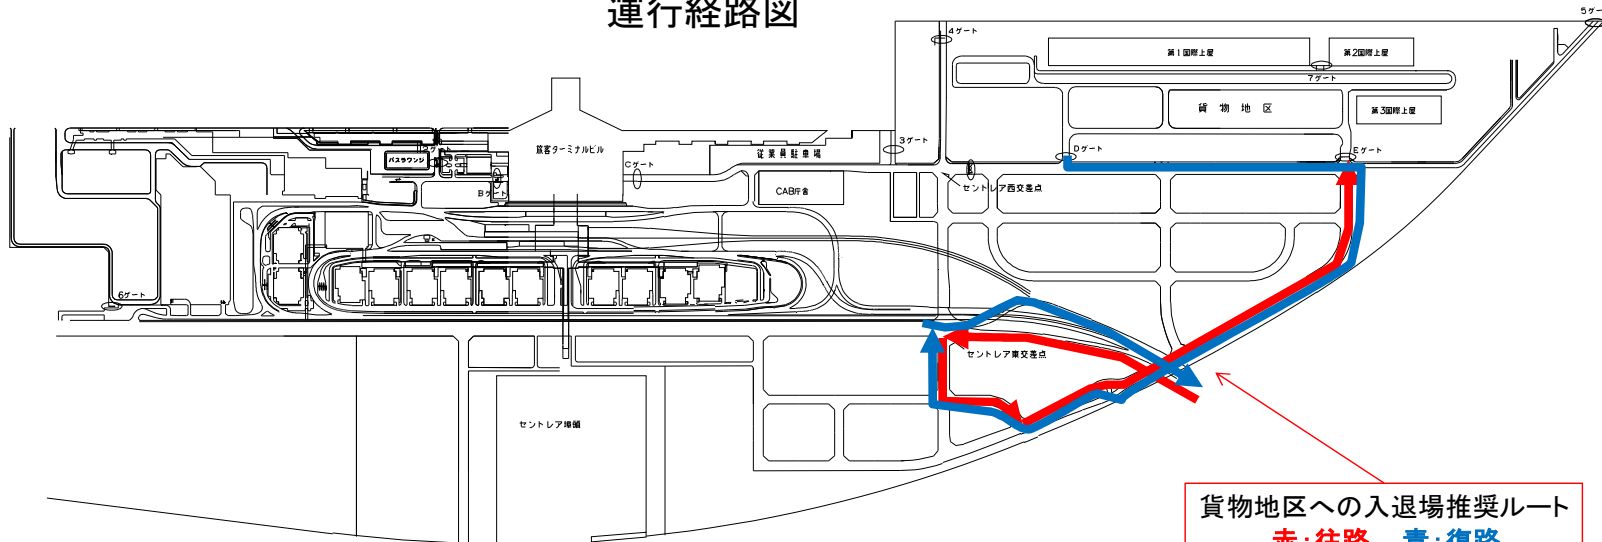 運行経路図
5ゲート
4ゲート
第1国際上屋
第2国際上屋
7ゲート
貨物地区
第3国際上屋
3ゲート
Dゲート
Eゲート
旅客ターミナルビル
従業員駐車場
2ゲート
バスラウンジ
Cゲート
Bゲート
CAB庁舎
セントレア西交差点
6ゲート
セントレア東交差点
セントレア埠頭
貨物地区への入退場推奨ルート
赤:往路 青:復路